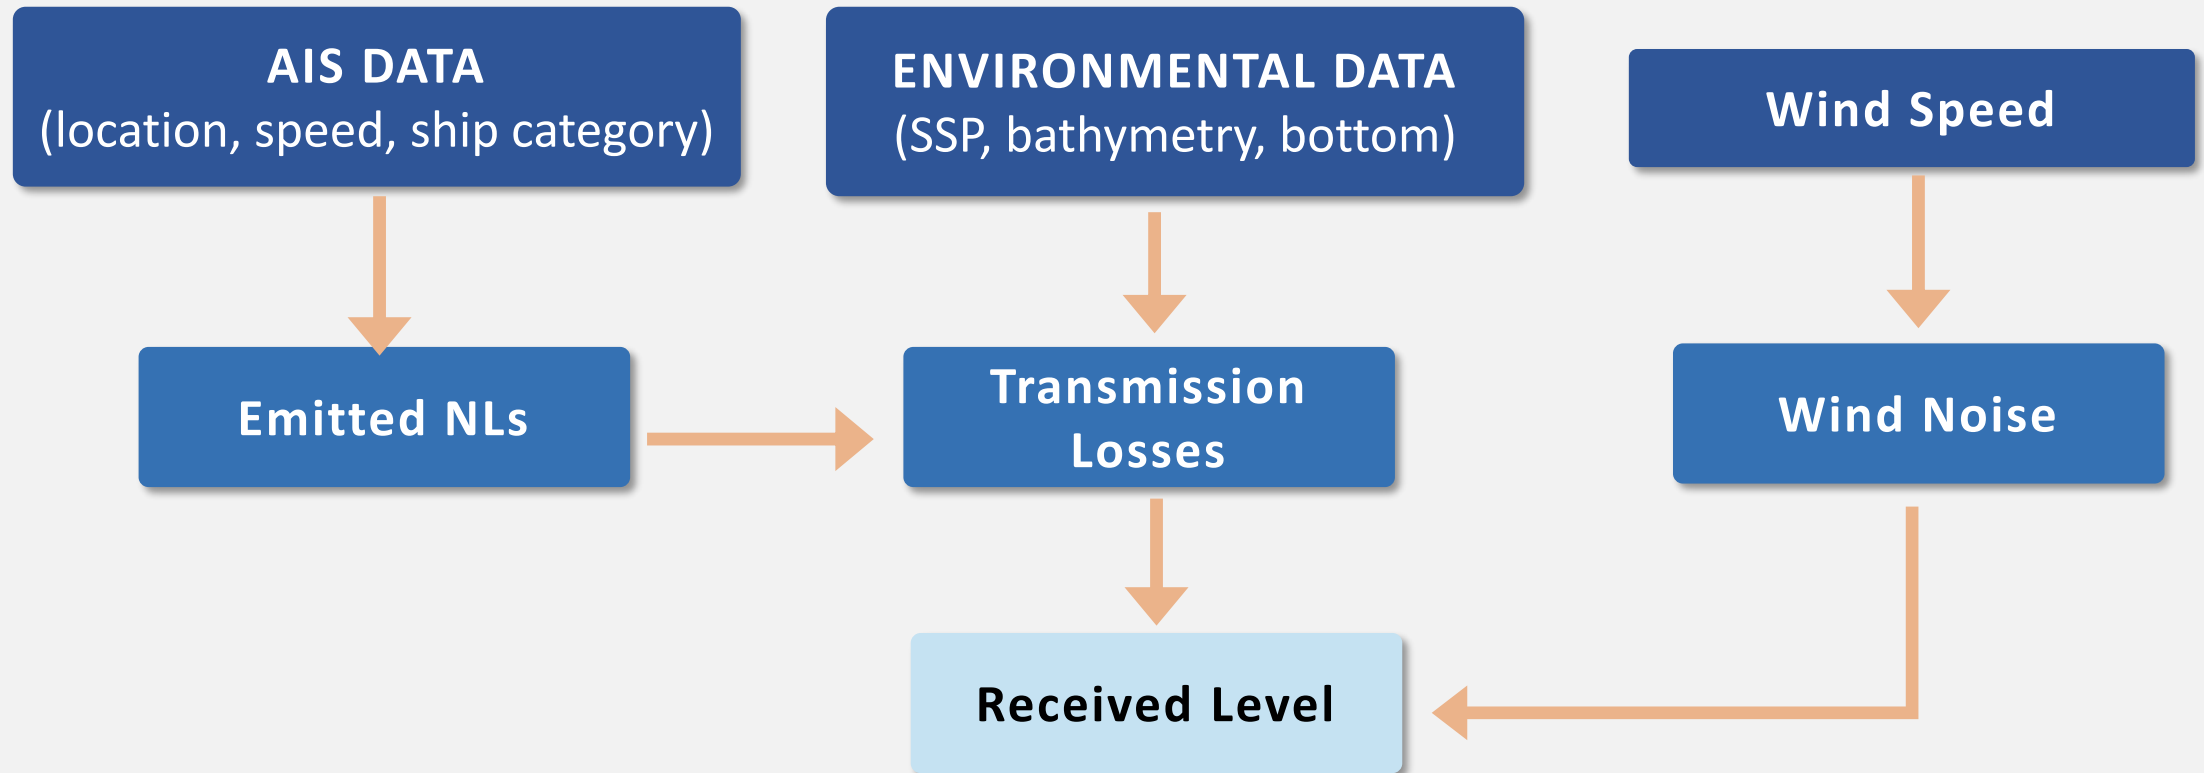 AIS DATA
(location, speed, ship category)
ENVIRONMENTAL DATA
(SSP, bathymetry, bottom)
Wind Speed
Emitted NLs
Transmission
Losses
Wind Noise
Received Level